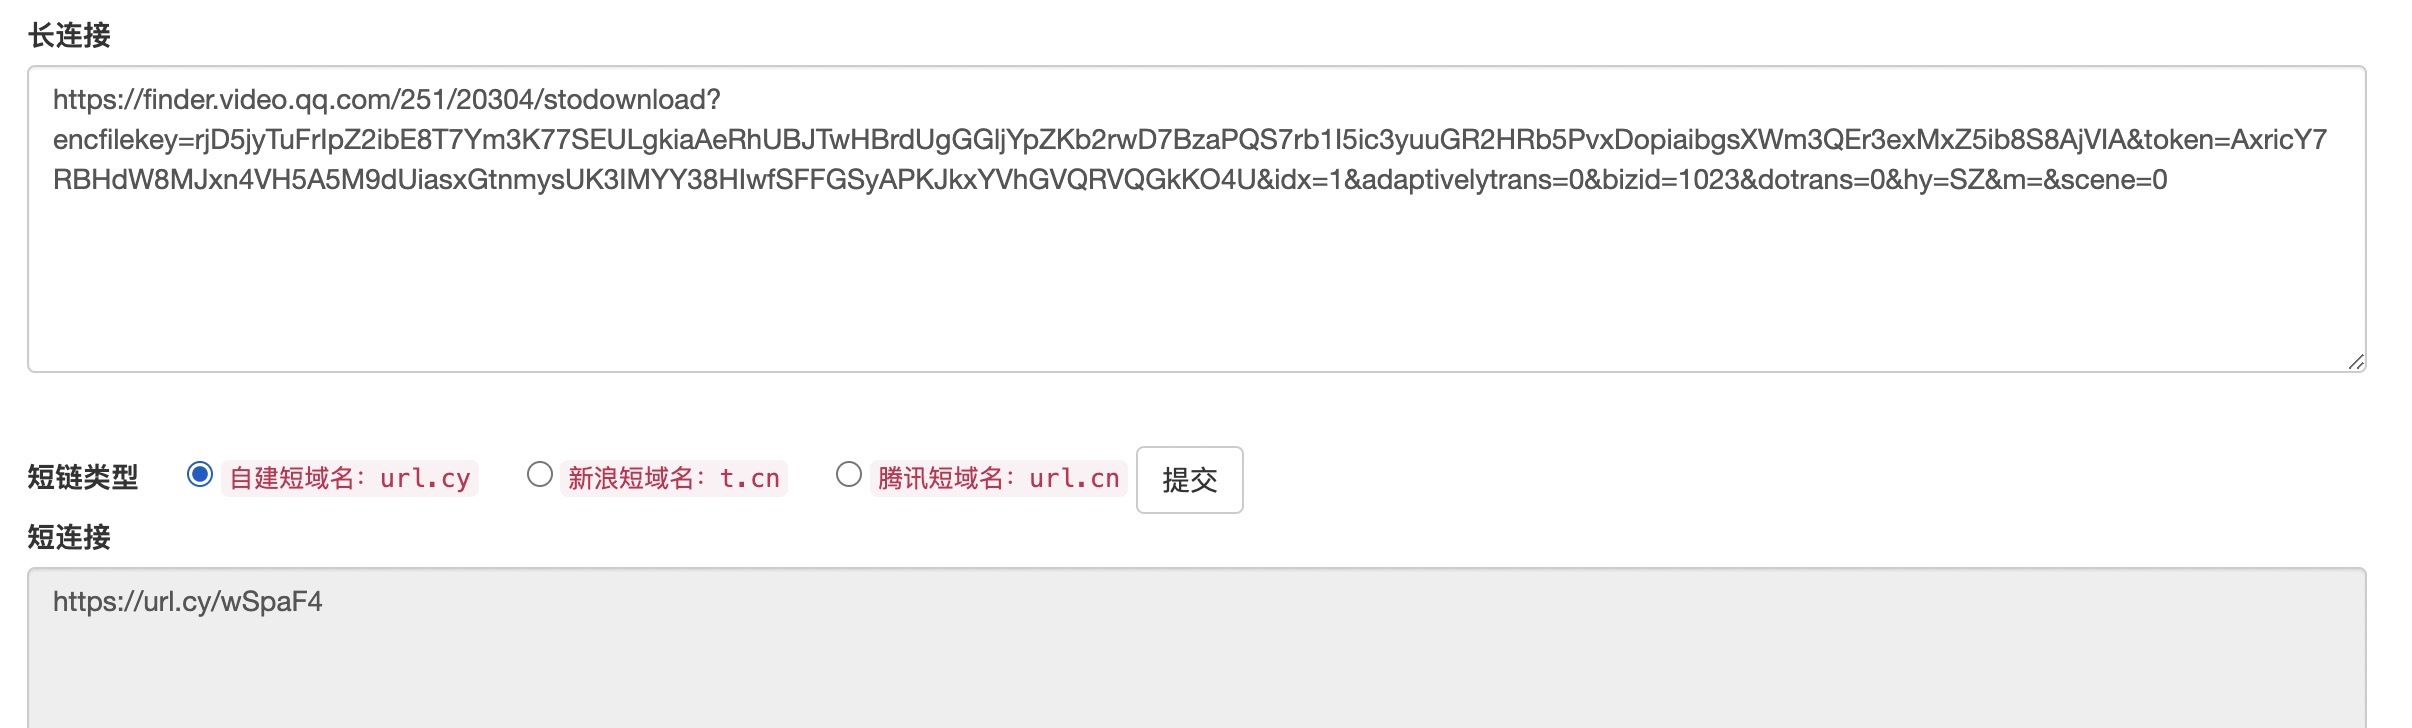 长连接
https://finder.video.qq.com/251/20304/stodownload?
encfilekey=rjD5jyTuFrIpZ2ibE8T7Ym3K77SEULgkiaAeRhUBJTwHBrdUgGGljYpZKb2rwD7BzaPQS7rb1I5ic3yuuGR2HRb5PvxDopiaibgsXWm3QEr3exMxZ5ib8S8AjVIA&token=AxricY7
RBHdW8MJxn4VH5A5M9dUiasxGtnmysUK3IMYY38HIwfSFFGSyAPKJkxYVhGVQRVQGkKO4U&idx=1&adaptivelytrans=0&bizid=1023&dotrans=0&hy=SZ&m=&scene=0
短链类型 自建短域名：url.cy 新浪短域名：t.cn 腾讯短域名：url.cn 提交
短连接
https://url.cy/wSpaF4